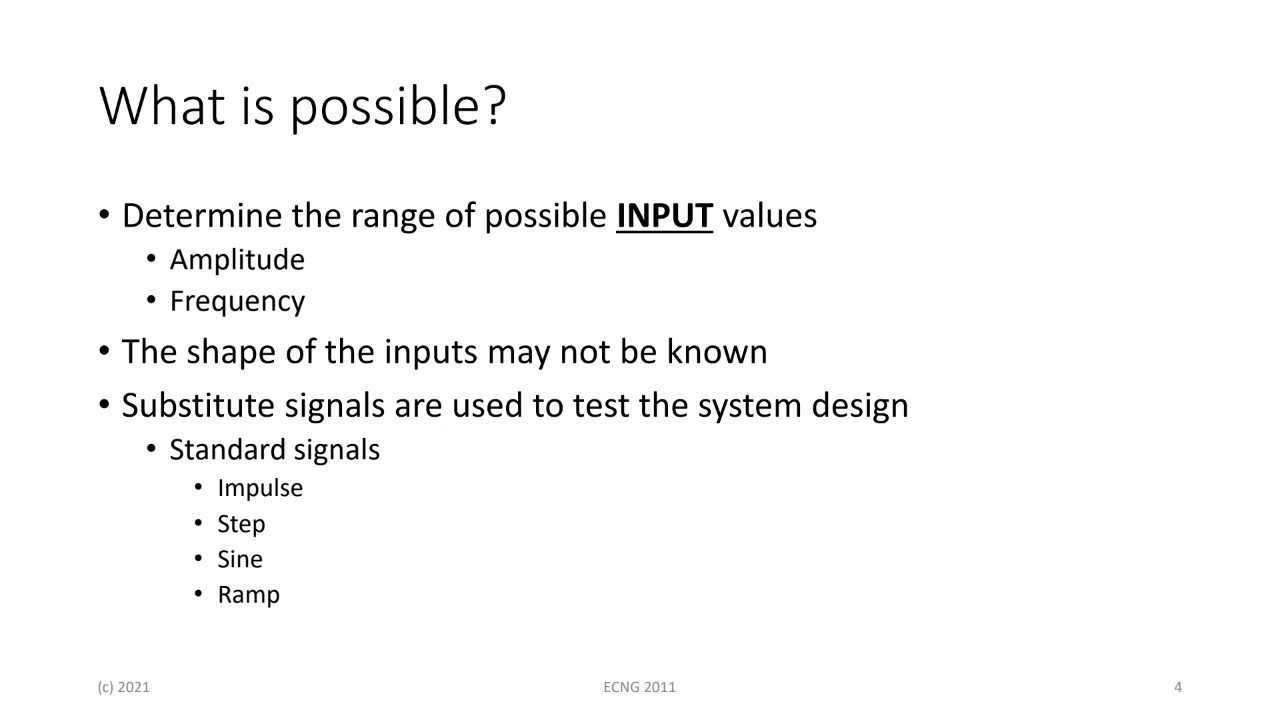 What is possible?
• Determine the range of possible INPUT values
• Amplitude
• Frequency
• The shape of the inputs may not be known
• Substitute signals are used to test the system design
• Standard signals
• Impulse
• Step
• Sine
• Ramp
(c) 2021
ECNG 2011
4